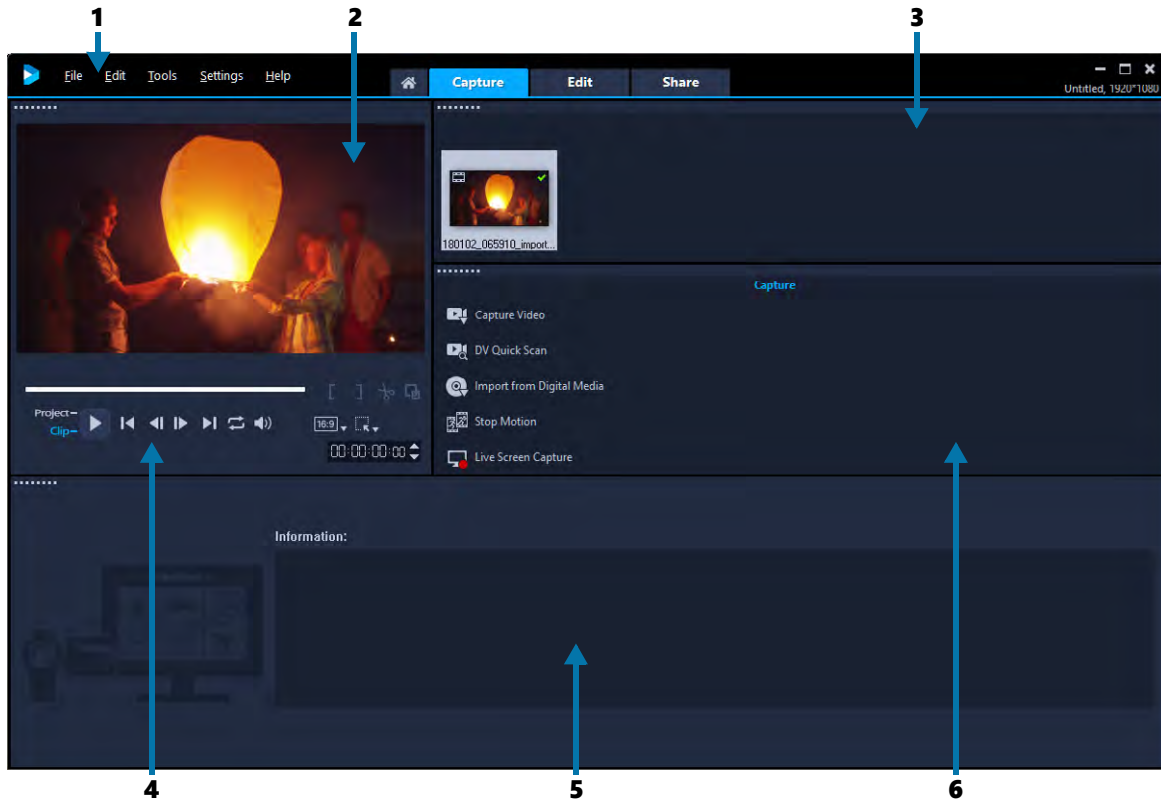 1 2 3
File Edit Tools Settings Help
Capture Edit Share
Untitled, 1920*1080
180102_065910_import...
Capture
Capture Video
DV Quick Scan
Import from Digital Media
Stop Motion
Live Screen Capture
Project
Clip
16:9
00:00:00:00
Information:
4 5 6